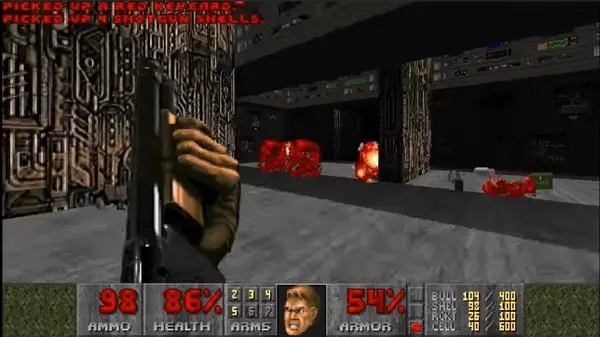 PICKED UP A RED KEYCARD.
PICKED UP 4 SHOTGUN SHELLS.
98 86% 2 3 4 54% BULL 104 / 400
5 6 7 SHEL 98 / 100
RCKT 26 / 100
AMMO HEALTH ARMS ARMOR CELL 40 / 600